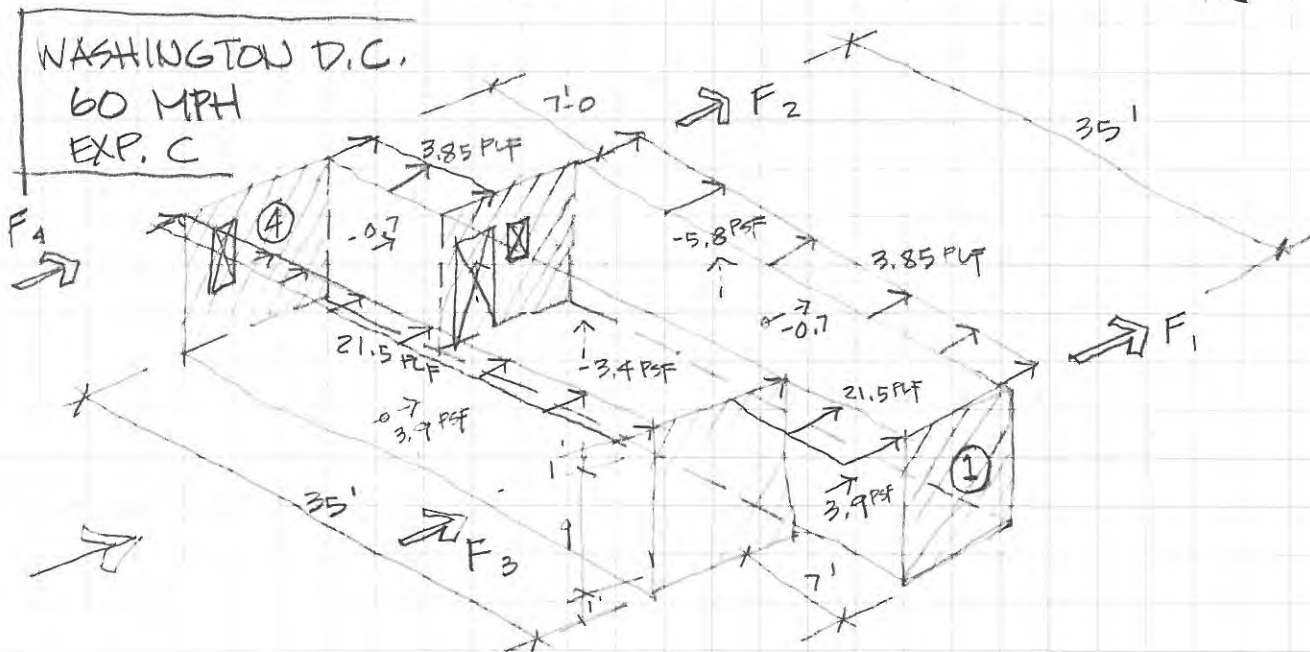 WASHINGTON D.C.
60 MPH
EXP. C
7'-0
F2
35'
3.85 PLF
F4
4
-0.7
-5.8 PSF
3.85 PLF
-0.7
F1
21.5 PLF
-3.4 PSF
21.5 PLF
3.9 PSF
1'
1
35'
3.9 PSF
F3
9'
1'
7'